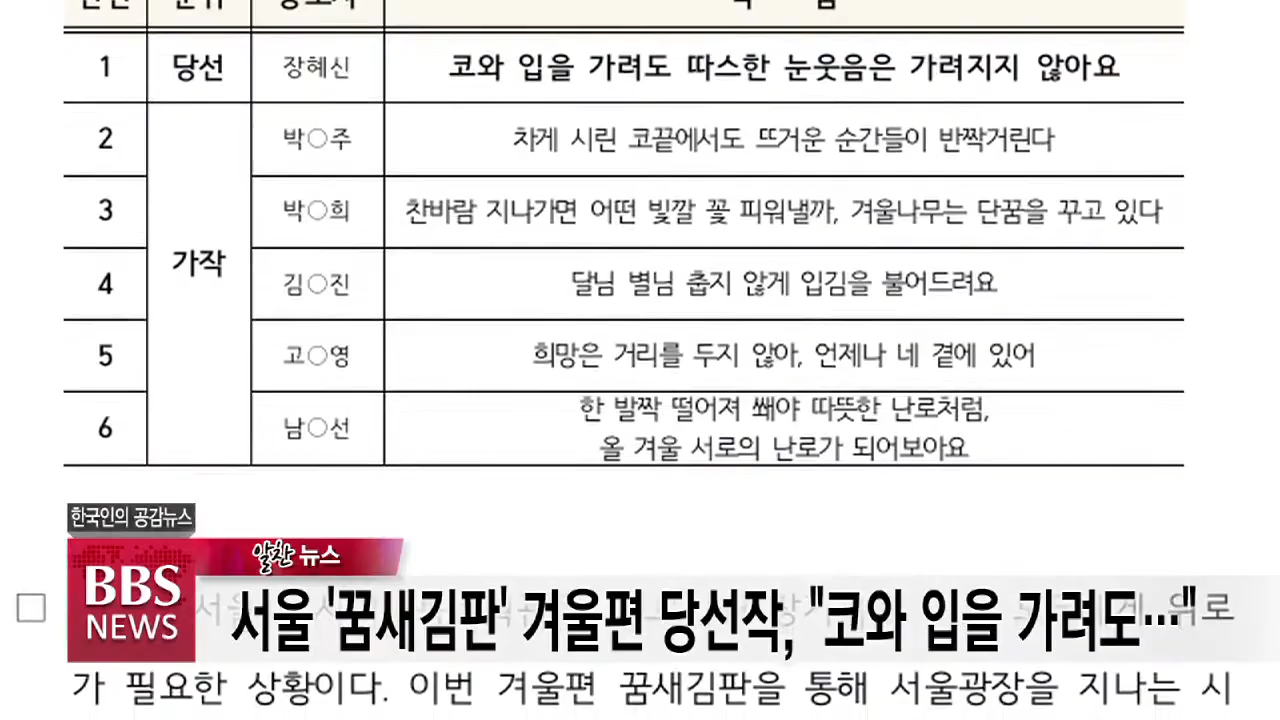 1 당선 장혜신 코와 입을 가려도 따스한 눈웃음은 가려지지 않아요
2 박○주 차게 시린 코끝에서도 뜨거운 순간들이 반짝거린다
3 박○희 찬바람 지나가면 어떤 빛깔 꽃 피워낼까, 겨울나무는 단꿈을 꾸고 있다
가작
4 김○진 달님 별님 춥지 않게 입김을 불어드려요
5 고○영 희망은 거리를 두지 않아, 언제나 네 곁에 있어
6 남○선 한 발짝 떨어져 쐐야 따뜻한 난로처럼,
올 겨울 서로의 난로가 되어보아요
한국인의 공감뉴스
알찬 뉴스
BBS
NEWS
서울 '꿈새김판' 겨울편 당선작, "코와 입을 가려도…"
□ 위로
가 필요한 상황이다. 이번 겨울편 꿈새김판을 통해 서울광장을 지나는 시